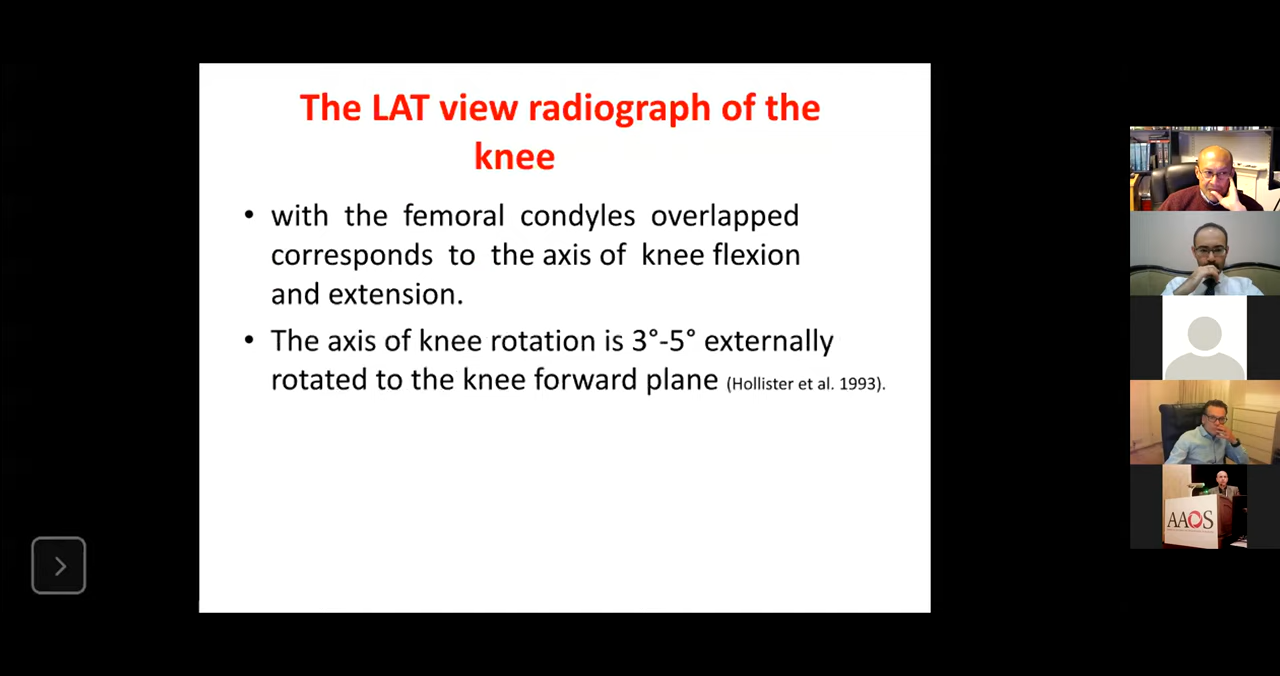 The LAT view radiograph of the
knee
• with the femoral condyles overlapped
corresponds to the axis of knee flexion
and extension.
• The axis of knee rotation is 3°-5° externally
rotated to the knee forward plane (Hollister et al. 1993).
AAOS